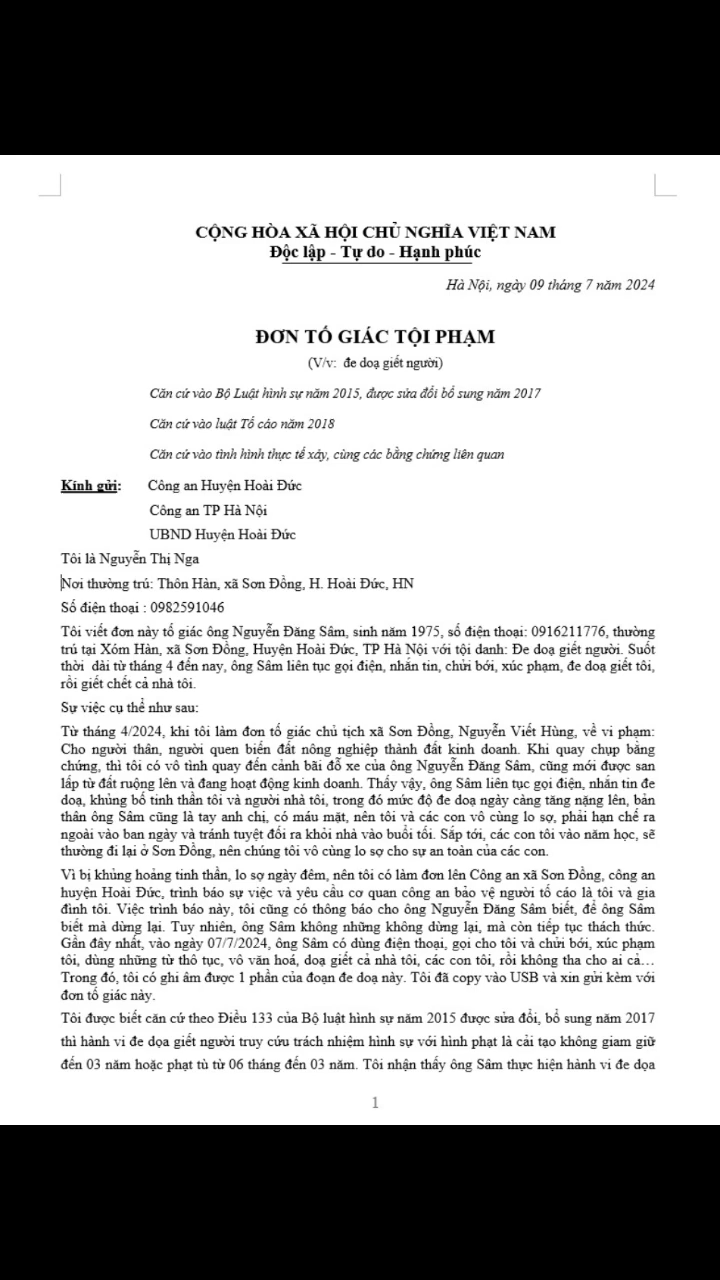 CỘNG HÒA XÃ HỘI CHỦ NGHĨA VIỆT NAM
Độc lập - Tự do - Hạnh phúc
Hà Nội, ngày 09 tháng 7 năm 2024
ĐƠN TỐ GIÁC TỘI PHẠM
(V/v: đe doạ giết người)
Căn cứ vào Bộ Luật hình sự năm 2015, được sửa đổi bổ sung năm 2017
Căn cứ vào luật Tố cáo năm 2018
Căn cứ vào tình hình thực tế xảy, cùng các bằng chứng liên quan
Kính gửi: Công an Huyện Hoài Đức
Công an TP Hà Nội
UBND Huyện Hoài Đức
Tôi là Nguyễn Thị Nga
Nơi thường trú: Thôn Hàn, xã Sơn Đồng, H. Hoài Đức, HN
Số điện thoại : 0982591046
Tôi viết đơn này tố giác ông Nguyễn Đăng Sâm, sinh năm 1975, số điện thoại: 0916211776, thường
trú tại Xóm Hàn, xã Sơn Đồng, Huyện Hoài Đức, TP Hà Nội với tội danh: Đe doạ giết người. Suốt
thời dài từ tháng 4 đến nay, ông Sâm liên tục gọi điện, nhắn tin, chửi bới, xúc phạm, đe doạ giết tôi,
rồi giết chết cả nhà tôi.
Sự việc cụ thể như sau:
Từ tháng 4/2024, khi tôi làm đơn tố giác chủ tịch xã Sơn Đồng, Nguyễn Viết Hùng, về vi phạm:
Cho người thân, người quen biến đất nông nghiệp thành đất kinh doanh. Khi quay chụp bằng
chứng, thì tôi có vô tình quay đến cảnh bãi đỗ xe của ông Nguyễn Đăng Sâm, cũng mới được san
lấp từ đất ruộng lên và đang hoạt động kinh doanh. Thấy vậy, ông Sâm liên tục gọi điện, nhắn tin đe
doạ, khủng bố tinh thần tôi và người nhà tôi, trong đó mức độ đe doạ ngày càng tăng nặng lên, bản
thân ông Sâm cũng là tay anh chị, có máu mặt, nên tôi và các con vô cùng lo sợ, phải hạn chế ra
ngoài vào ban ngày và tránh tuyệt đối ra khỏi nhà vào buổi tối. Sắp tới, các con tôi vào năm học, sẽ
thường đi lại ở Sơn Đồng, nên chúng tôi vô cùng lo sợ cho sự an toàn của các con.
Vì bị khủng hoảng tinh thần, lo sợ ngày đêm, nên tôi có làm đơn lên Công an xã Sơn Đồng, công an
huyện Hoài Đức, trình báo sự việc và yêu cầu cơ quan công an bảo vệ người tố cáo là tôi và gia
đình tôi. Việc trình báo này, tôi cũng có thông báo cho ông Nguyễn Đăng Sâm biết, để ông Sâm
biết mà dừng lại. Tuy nhiên, ông Sâm không những không dừng lại, mà còn tiếp tục thách thức.
Gần đây nhất, vào ngày 07/7/2024, ông Sâm có dùng điện thoại, gọi cho tôi và chửi bới, xúc phạm
tôi, dùng những từ thô tục, vô văn hoá, doạ giết cả nhà tôi, các con tôi, rồi không tha cho ai cả…
Trong đó, tôi có ghi âm được 1 phần của đoạn đe doạ này. Tôi đã copy vào USB và xin gửi kèm với
đơn tố giác này.
Tôi được biết căn cứ theo Điều 133 của Bộ luật hình sự năm 2015 được sửa đổi, bổ sung năm 2017
thì hành vi đe dọa giết người truy cứu trách nhiệm hình sự với hình phạt là cải tạo không giam giữ
đến 03 năm hoặc phạt tù từ 06 tháng đến 03 năm. Tôi nhận thấy ông Sâm thực hiện hành vi đe dọa
1